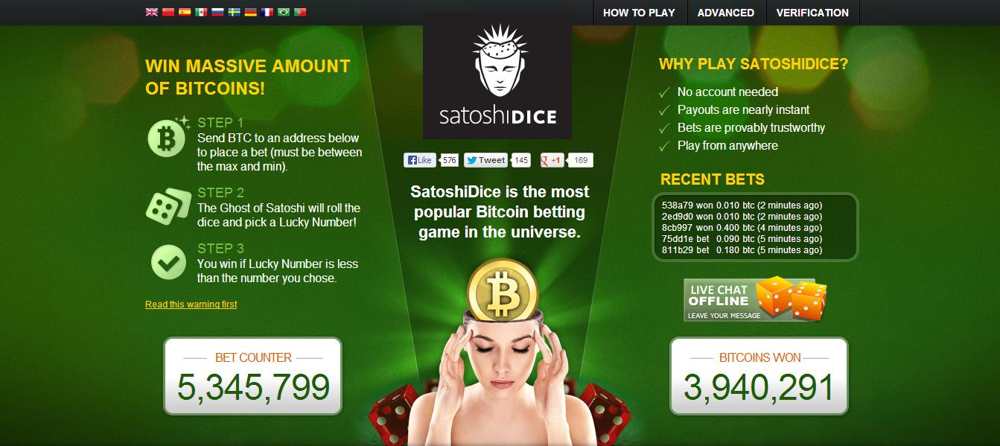 HOW TO PLAY
ADVANCED
VERIFICATION
WIN MASSIVE AMOUNT
OF BITCOINS!
STEP 1
Send BTC to an address below
to place a bet (must be between
the max and min).
STEP 2
The Ghost of Satoshi will roll the
dice and pick a Lucky Number!
STEP 3
You win if Lucky Number is less
than the number you chose.
Read this warning first
BET COUNTER
5,345,799
satoshiDICE
Like 576 Tweet 145 g +1 169
SatoshiDice is the most
popular Bitcoin betting
game in the universe.
WHY PLAY SATOSHIDICE?
No account needed
Payouts are nearly instant
Bets are provably trustworthy
Play from anywhere
RECENT BETS
538a79 won 0.010 btc (2 minutes ago)
2ed9d0 won 0.010 btc (2 minutes ago)
8cb997 won 0.400 btc (4 minutes ago)
75dd1e bet 0.090 btc (5 minutes ago)
811b29 bet 0.180 btc (5 minutes ago)
LIVE CHAT
OFFLINE
LEAVE YOUR MESSAGE
BITCOINS WON
3,940,291